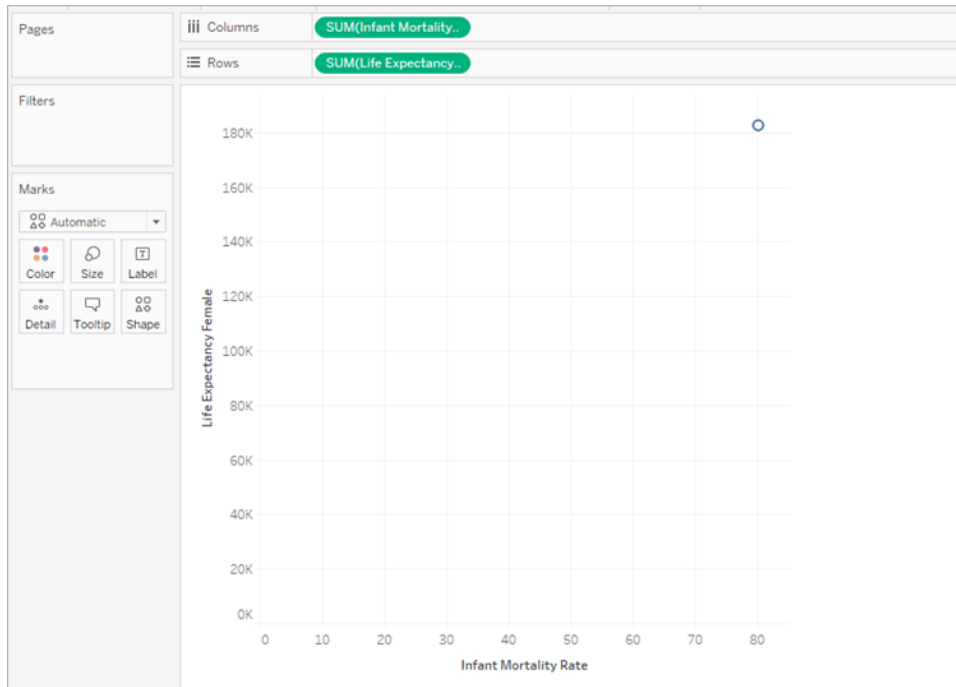 Pages
Columns
SUM(Infant Mortality..
Rows
SUM(Life Expectancy..
Filters
Marks
Automatic
Color Size Label
Detail Tooltip Shape
Life Expectancy Female
180K
160K
140K
120K
100K
80K
60K
40K
20K
0K
0 10 20 30 40 50 60 70 80
Infant Mortality Rate